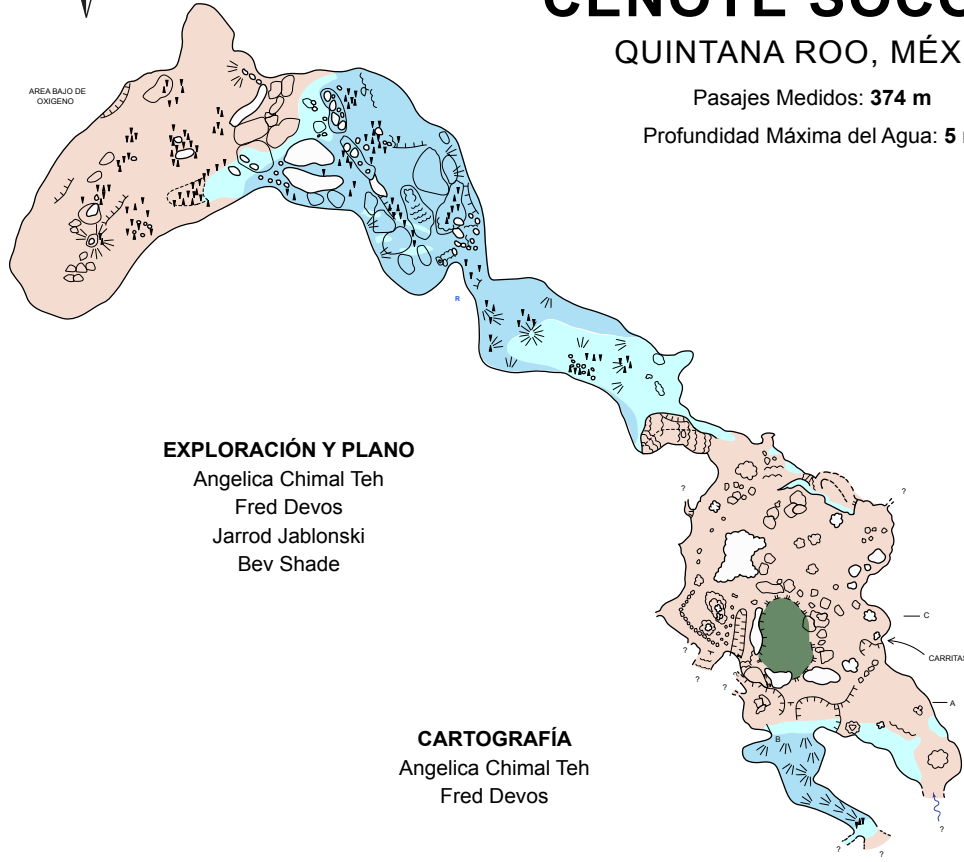 CENOTE
QUINTANA ROO, MÉX
Pasajes Medidos: 374 m
Profundidad Máxima del Agua: 5
AREA BAJO DE
OXIGENO
R
EXPLORACIÓN Y PLANO
Angelica Chimal Teh
Fred Devos
Jarrod Jablonski
Bev Shade
?
?
C
CARRITAS
?
?
?
A
B
CARTOGRAFÍA
Angelica Chimal Teh
Fred Devos
?
?
?